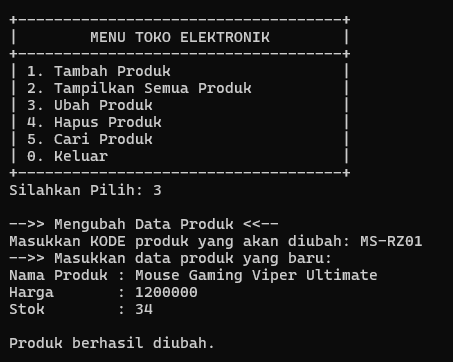 +------------------------------------+
|        MENU TOKO ELEKTRONIK        |
+------------------------------------+
| 1. Tambah Produk                   |
| 2. Tampilkan Semua Produk          |
| 3. Ubah Produk                     |
| 4. Hapus Produk                    |
| 5. Cari Produk                     |
| 0. Keluar                          |
+------------------------------------+
Silahkan Pilih: 3

-->> Mengubah Data Produk <<--
Masukkan KODE produk yang akan diubah: MS-RZ01
-->> Masukkan data produk yang baru:
Nama Produk : Mouse Gaming Viper Ultimate
Harga       : 1200000
Stok        : 34

Produk berhasil diubah.